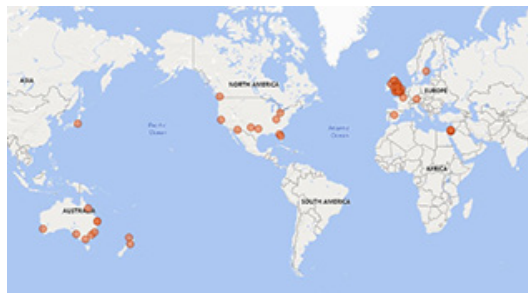 ASIA
NORTH AMERICA
EUROPE
Pacific
Ocean
Atlantic
Ocean
AFRICA
AUSTRALIA
SOUTH AMERICA